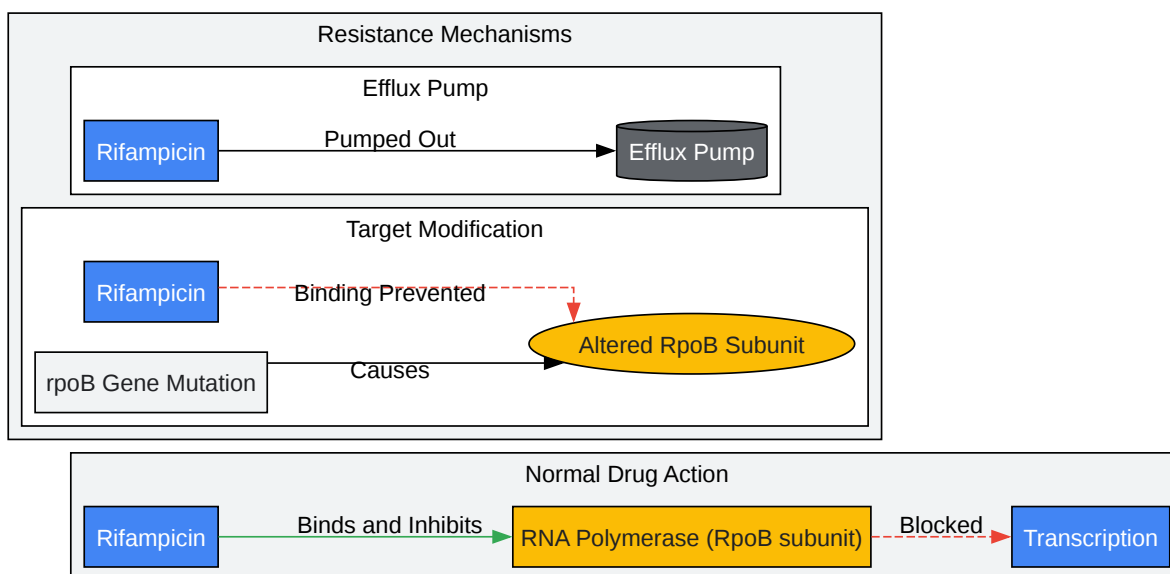 Resistance Mechanisms
Efflux Pump
Rifampicin
Pumped Out
Efflux Pump
Target Modification
Rifampicin
Binding Prevented
Altered RpoB Subunit
rpoB Gene Mutation
Causes
Normal Drug Action
Rifampicin
Binds and Inhibits
RNA Polymerase (RpoB subunit)
Blocked
Transcription